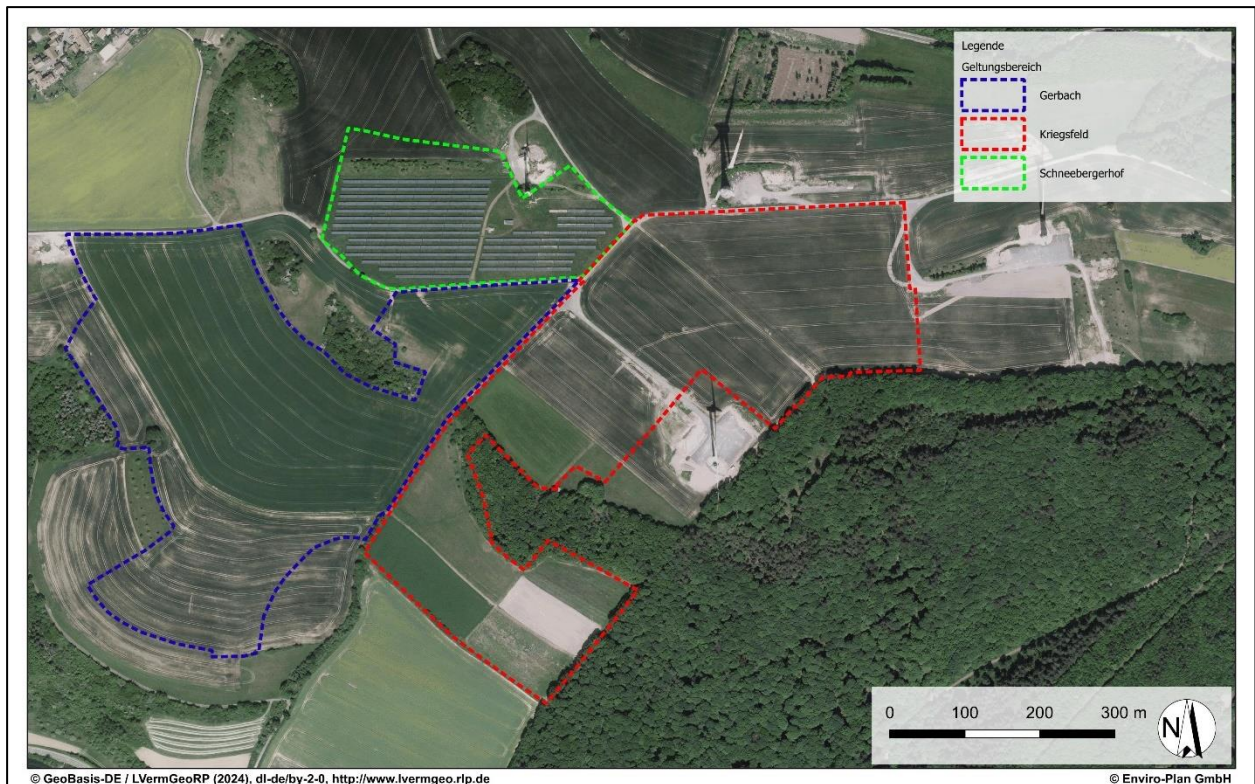 Legende
Geltungsbereich
Gerbach
Kriegsfeld
Schneebergerhof
0 100 200 300 m
N
© GeoBasis-DE / LVermGeoRP (2024), dl-de/by-2-0, http://www.lvermgeo.rlp.de © Enviro-Plan GmbH